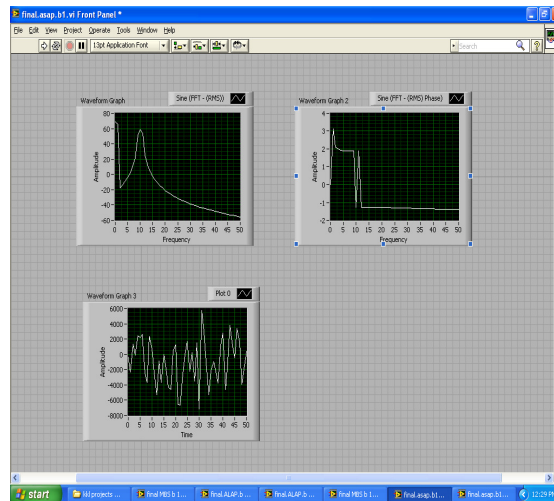 final.asap.b1.vi Front Panel *
File Edit View Project Operate Tools Window Help
13pt Application Font
Search
Waveform Graph
Sine (FFT - (RMS))
80
60
40
20
0
-20
-40
-60
Amplitude
0 5 10 15 20 25 30 35 40 45 50
Frequency
Waveform Graph 2
Sine (FFT - (RMS) Phase)
4
3
2
1
0
-1
-2
Amplitude
0 5 10 15 20 25 30 35 40 45 50
Frequency
Waveform Graph 3
Plot 0
6000
4000
2000
0
-2000
-4000
-6000
-8000
Amplitude
0 5 10 15 20 25 30 35 40 45 50
Time
start
projects ...
final MBS b 1...
final.ALAP.b ...
final.ALAP.b ...
final MBS b 1...
final.asap.b1...
final.asap.b1...
12:29 PM